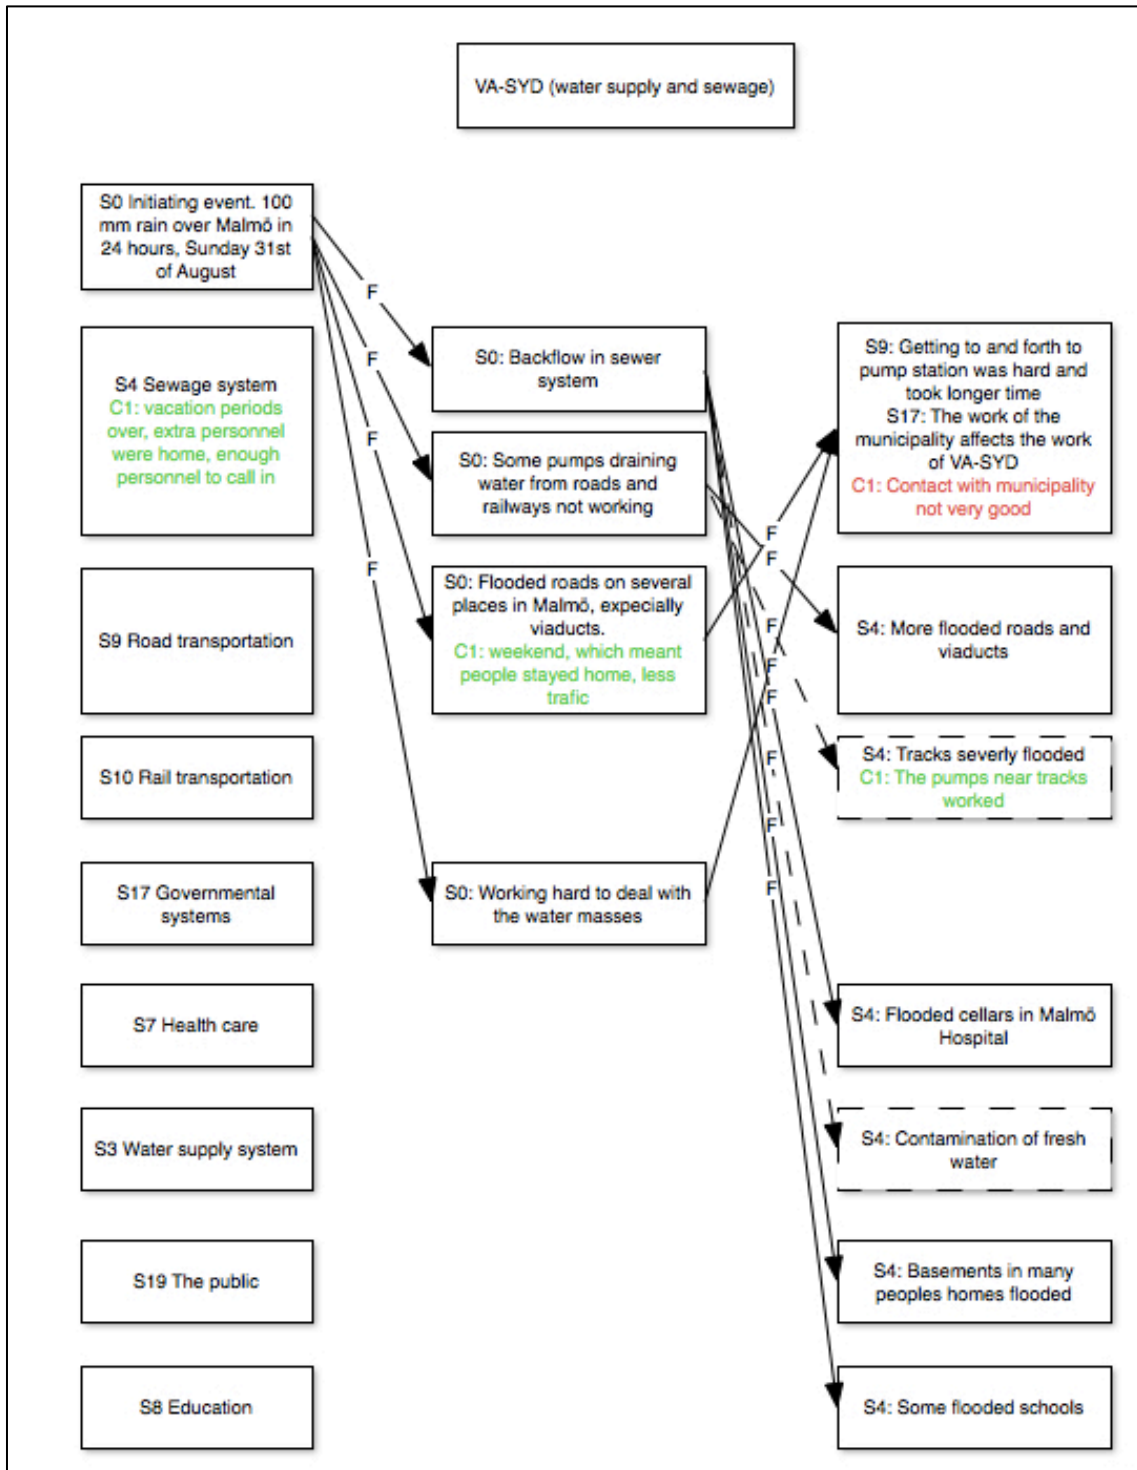 VA-SYD (water supply and sewage)
S0 Initiating event. 100
mm rain over Malmö in
24 hours, Sunday 31st
of August
S4 Sewage system
C1: vacation periods
over, extra personnel
were home, enough
personnel to call in
S9 Road transportation
S10 Rail transportation
S17 Governmental
systems
S7 Health care
S3 Water supply system
S19 The public
S8 Education
F
F
F
F
S0: Backflow in sewer
system
S0: Some pumps draining
water from roads and
railways not working
S0: Flooded roads on several
places in Malmö, expecially
viaducts.
C1: weekend, which meant
people stayed home, less
trafic
S0: Working hard to deal with
the water masses
F
F
F
F
F
F
F
F
S9: Getting to and forth to
pump station was hard and
took longer time
S17: The work of the
municipality affects the work
of VA-SYD
C1: Contact with municipality
not very good
S4: More flooded roads and
viaducts
S4: Tracks severly flooded
C1: The pumps near tracks
worked
S4: Flooded cellars in Malmö
Hospital
S4: Contamination of fresh
water
S4: Basements in many
peoples homes flooded
S4: Some flooded schools